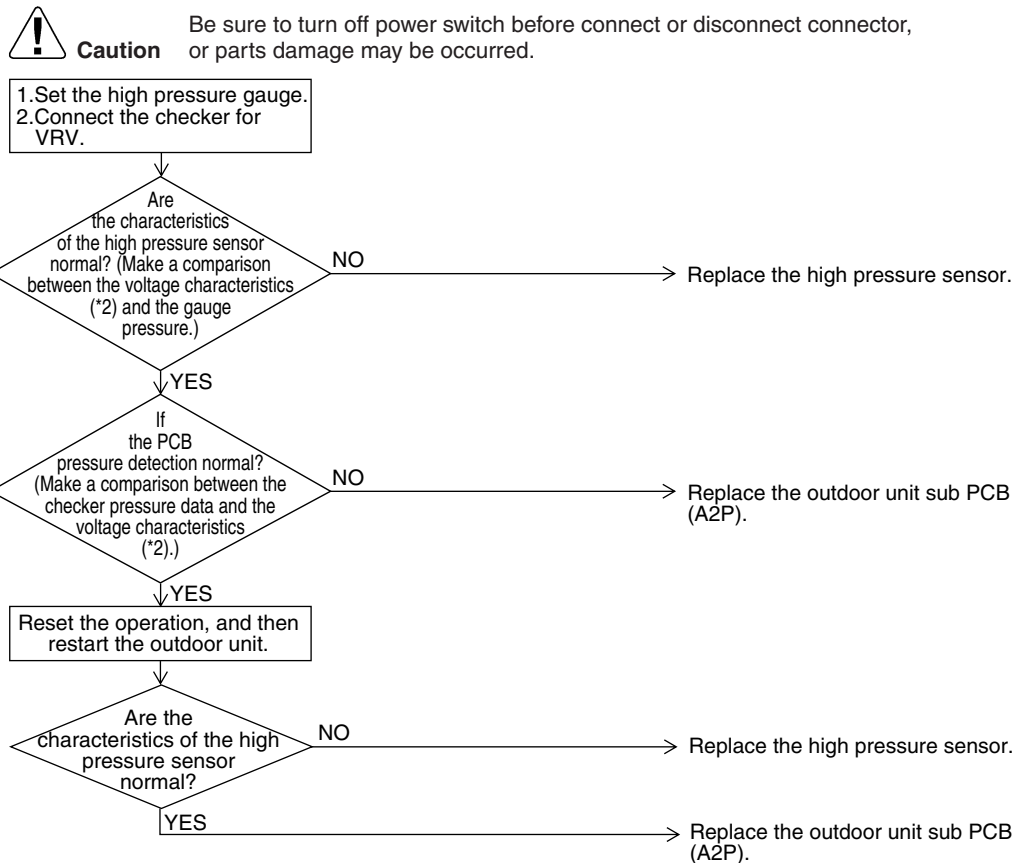 Be sure to turn off power switch before connect or disconnect connector,
Caution or parts damage may be occurred.
1.Set the high pressure gauge.
2.Connect the checker for
VRV.
Are
the characteristics
of the high pressure sensor
normal? (Make a comparison
between the voltage characteristics
(*2) and the gauge
pressure.)
NO
Replace the high pressure sensor.
YES
If
the PCB
pressure detection normal?
(Make a comparison between the
checker pressure data and the
voltage characteristics
(*2).)
NO
Replace the outdoor unit sub PCB
(A2P).
YES
Reset the operation, and then
restart the outdoor unit.
Are the
characteristics of the high
pressure sensor
normal?
NO
Replace the high pressure sensor.
YES
Replace the outdoor unit sub PCB
(A2P).